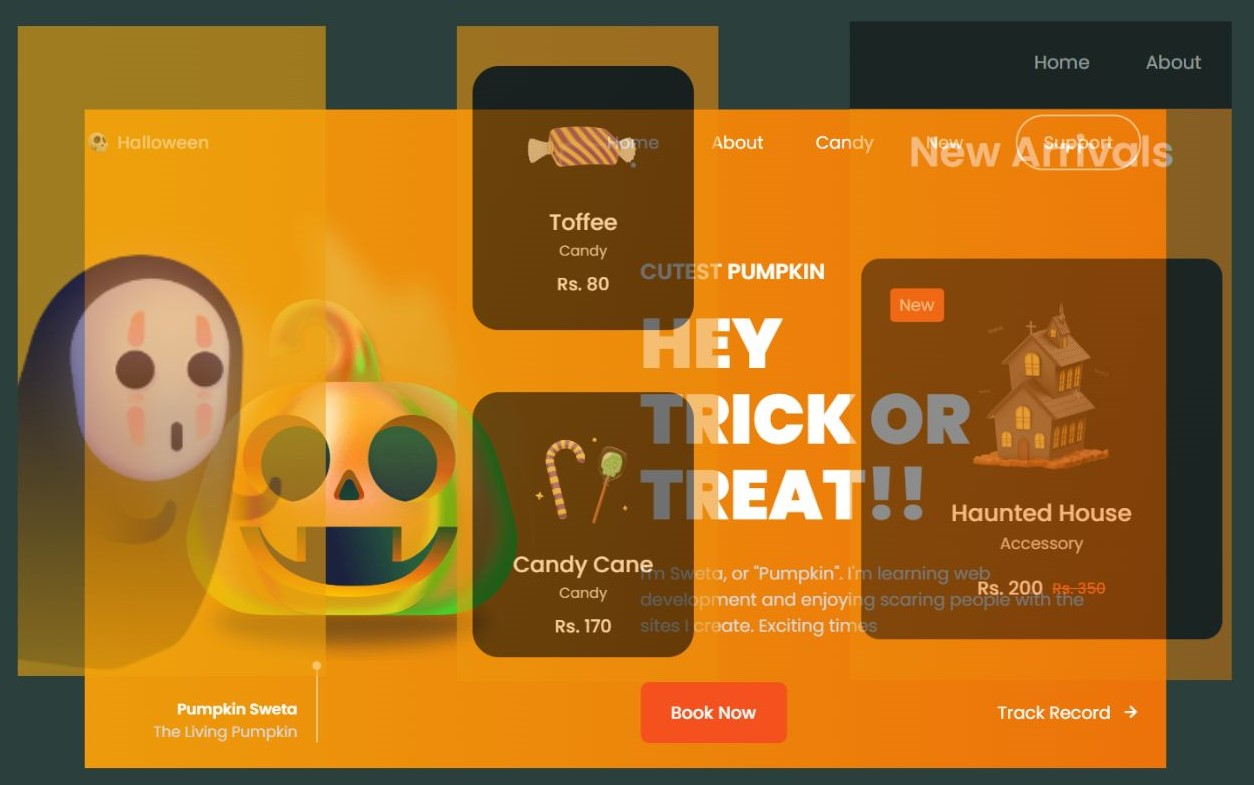 Home About
Halloween
Home About Candy New Support
New Arrivals
Toffee
Candy
Rs. 80
CUTEST PUMPKIN
HEY
TRICK OR
TREAT!!
New
Candy Cane
Candy
Rs. 170
I'm Sweta, or "Pumpkin". I'm learning web
development and enjoying scaring people with the
sites I create. Exciting times
Haunted House
Accessory
Rs. 200 Rs. 350
Pumpkin Sweta
The Living Pumpkin
Book Now
Track Record →